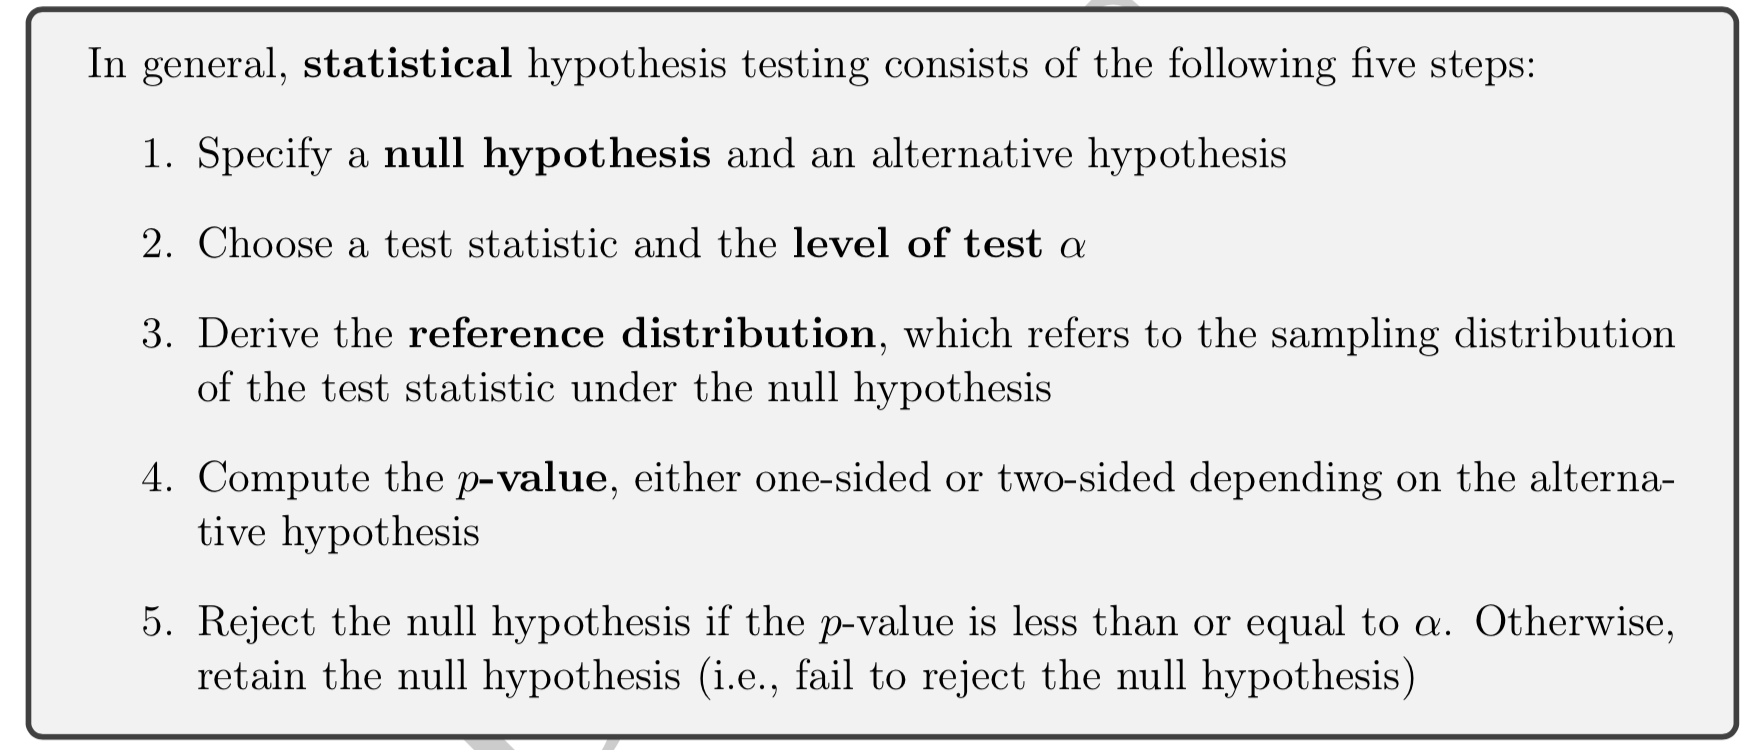 In general, statistical hypothesis testing consists of the following five steps:
1. Specify a null hypothesis and an alternative hypothesis
2. Choose a test statistic and the level of test α
3. Derive the reference distribution, which refers to the sampling distribution
of the test statistic under the null hypothesis
4. Compute the p-value, either one-sided or two-sided depending on the alterna-
tive hypothesis
5. Reject the null hypothesis if the p-value is less than or equal to α. Otherwise,
retain the null hypothesis (i.e., fail to reject the null hypothesis)